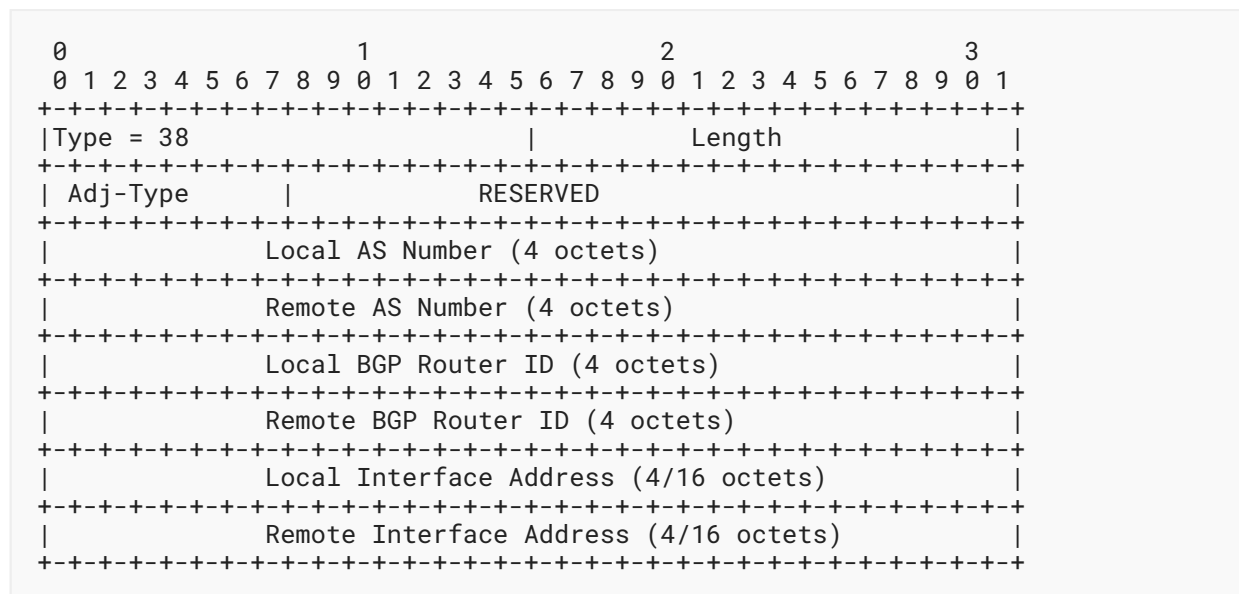 0                   1                   2                   3
 0 1 2 3 4 5 6 7 8 9 0 1 2 3 4 5 6 7 8 9 0 1 2 3 4 5 6 7 8 9 0 1
+-+-+-+-+-+-+-+-+-+-+-+-+-+-+-+-+-+-+-+-+-+-+-+-+-+-+-+-+-+-+-+-+
|Type = 38                      |          Length               |
+-+-+-+-+-+-+-+-+-+-+-+-+-+-+-+-+-+-+-+-+-+-+-+-+-+-+-+-+-+-+-+-+
| Adj-Type      |            RESERVED                           |
+-+-+-+-+-+-+-+-+-+-+-+-+-+-+-+-+-+-+-+-+-+-+-+-+-+-+-+-+-+-+-+-+
|              Local AS Number (4 octets)                       |
+-+-+-+-+-+-+-+-+-+-+-+-+-+-+-+-+-+-+-+-+-+-+-+-+-+-+-+-+-+-+-+-+
|              Remote AS Number (4 octets)                      |
+-+-+-+-+-+-+-+-+-+-+-+-+-+-+-+-+-+-+-+-+-+-+-+-+-+-+-+-+-+-+-+-+
|              Local BGP Router ID (4 octets)                   |
+-+-+-+-+-+-+-+-+-+-+-+-+-+-+-+-+-+-+-+-+-+-+-+-+-+-+-+-+-+-+-+-+
|              Remote BGP Router ID (4 octets)                  |
+-+-+-+-+-+-+-+-+-+-+-+-+-+-+-+-+-+-+-+-+-+-+-+-+-+-+-+-+-+-+-+-+
|              Local Interface Address (4/16 octets)            |
+-+-+-+-+-+-+-+-+-+-+-+-+-+-+-+-+-+-+-+-+-+-+-+-+-+-+-+-+-+-+-+-+
|              Remote Interface Address (4/16 octets)           |
+-+-+-+-+-+-+-+-+-+-+-+-+-+-+-+-+-+-+-+-+-+-+-+-+-+-+-+-+-+-+-+-+